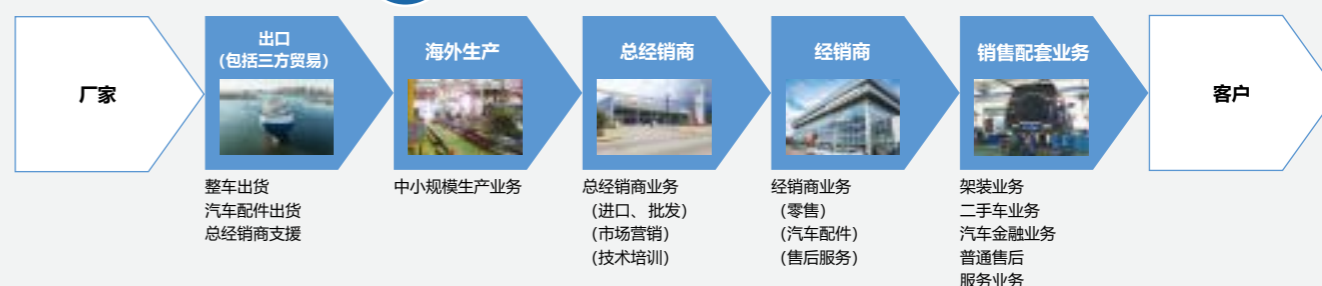 厂家
出口
(包括三方贸易)
海外生产
总经销商
经销商
销售配套业务
客户
整车出货
汽车配件出货
总经销商支援
中小规模生产业务
总经销商业务
(进口、批发)
(市场营销)
(技术培训)
经销商业务
(零售)
(汽车配件)
(售后服务)
架装业务
二手车业务
汽车金融业务
普通售后
服务业务